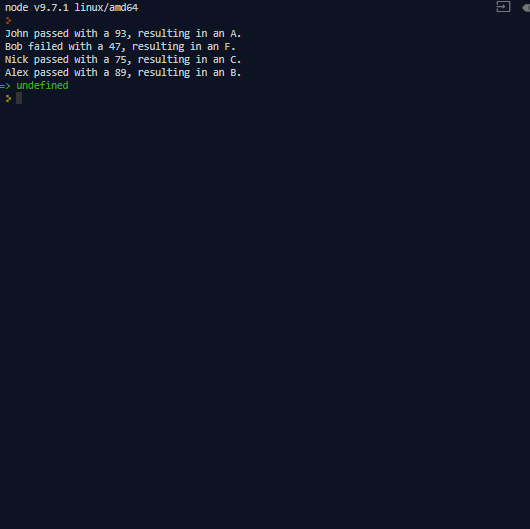 node v9.7.1 linux/amd64
>
John passed with a 93, resulting in an A.
Bob failed with a 47, resulting in an F.
Nick passed with a 75, resulting in an C.
Alex passed with a 89, resulting in an B.
=> undefined
>